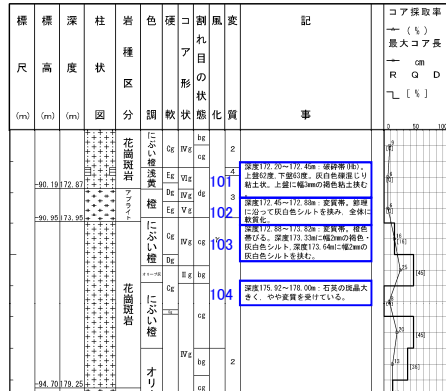 標尺 (m)
標高 (m)
深度 (m)
柱状図
岩種区分
色調
硬軟
コア形状
割れ目の状態
風化
変質
記事
コア採取率
(%)
最大コア長
cm
R Q D
[%]
0 50 100
花崗斑岩
にぶい橙
浅黄
橙
にぶい橙
にぶい橙
オリ
アプライト
花崗斑岩
-90.19 172.87
-90.95 173.95
-94.70 179.25
Cg Ⅳg bg
cg
Eg Ⅵg
Dg Ⅳg dg
Eg Ⅴg
Cg Ⅳg cg
Dg
Ⅱg bg
Cg
cg
Ⅳg bg
cg
2
4
3
2
101
深度172.20~172.45m:破砕帯(Hb)。
上盤62度、下盤63度。灰白色礫混じり
粘土状。上盤に幅3mmの褐色粘土挟む
102
深度172.45~172.88m:変質帯。節理
に沿って灰白色シルトを挟み、全体に
軟質化。
103
深度172.88~173.82m:変質帯。橙色
帯びる。深度173.33mに幅2mmの褐色・
灰白色シルト、深度173.64mに幅2mmの
灰白色シルトを挟む。
104
深度175.92~178.00m:石英の斑晶大
きく、やや変質を受けている。
[16]
25
[45]
26
[45]
13
[36]